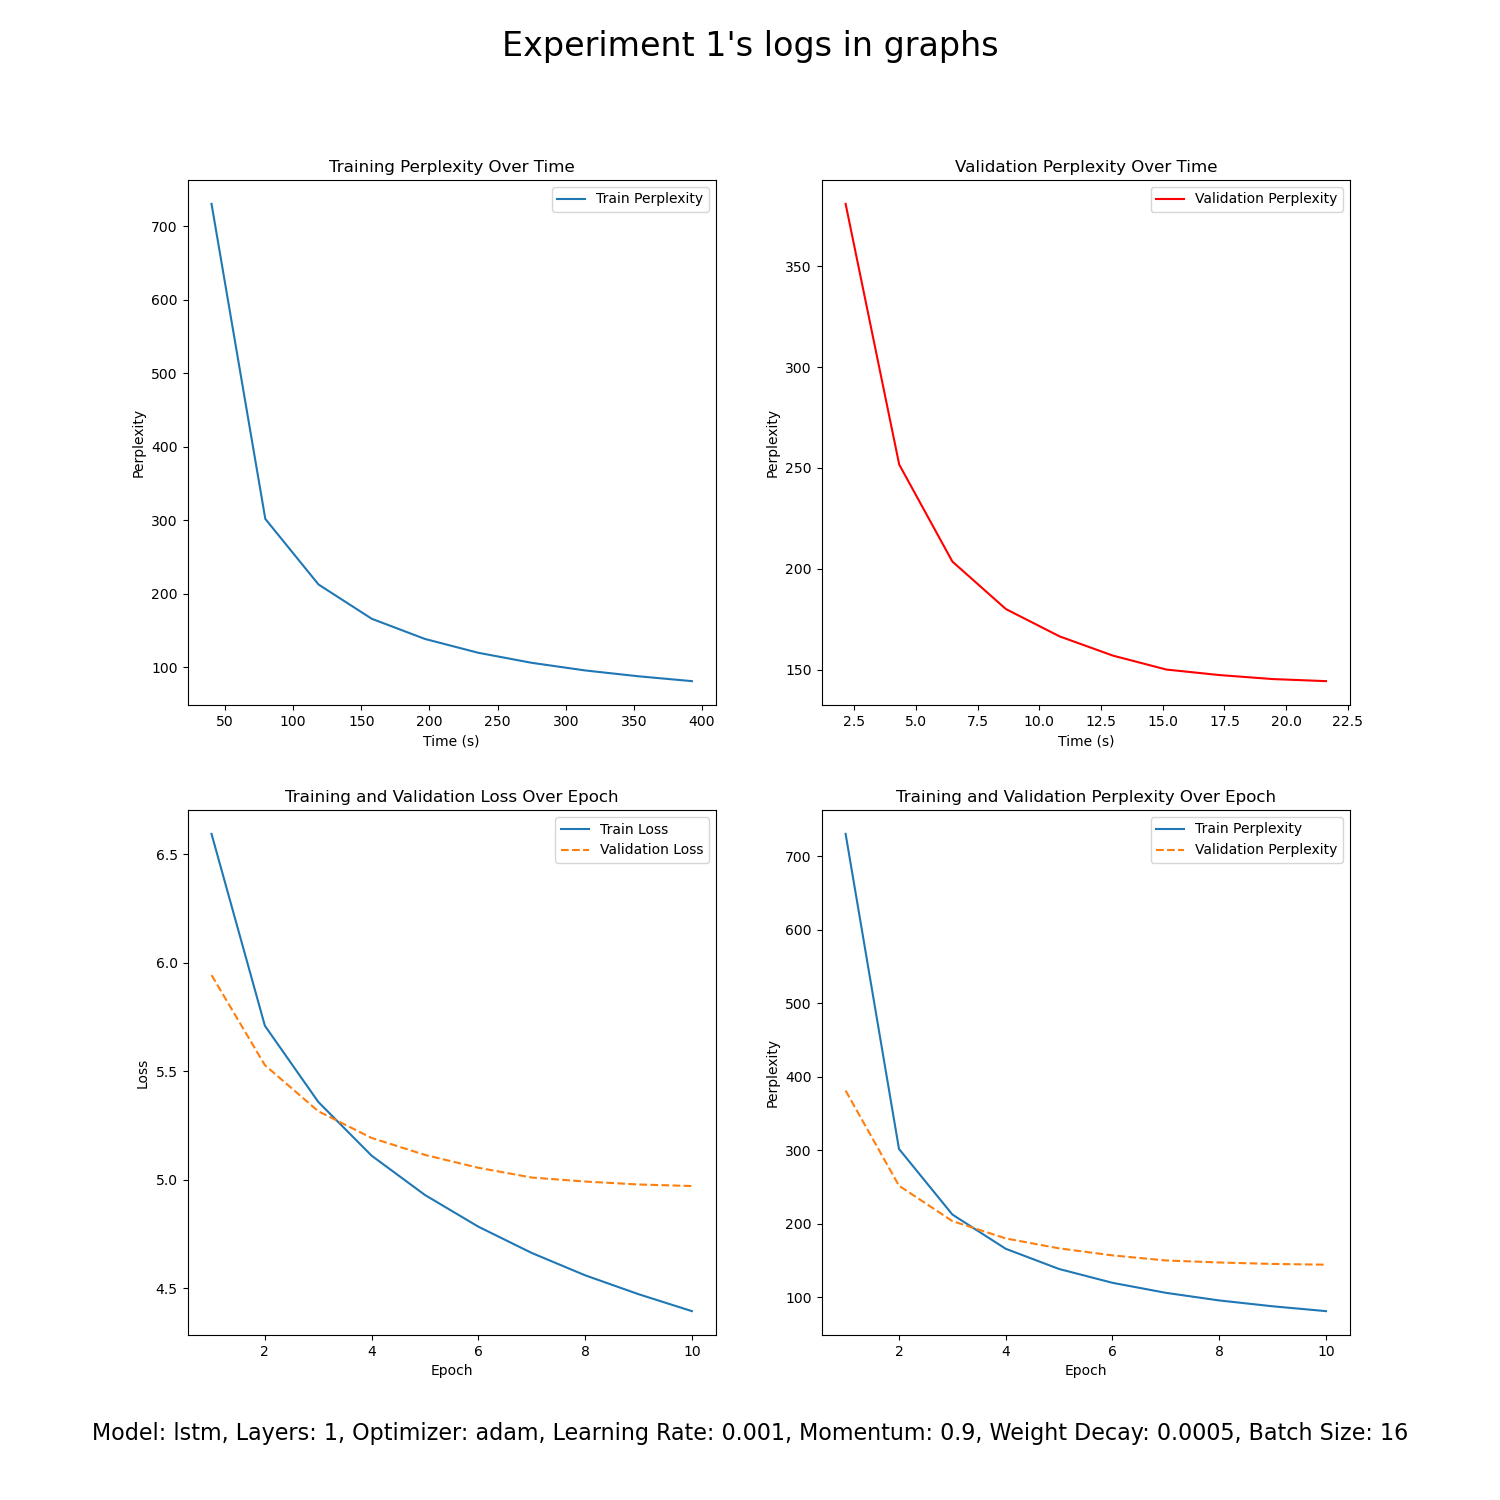 Experiment 1's logs in graphs
Training Perplexity Over Time
Train Perplexity
700
600
500
400
300
200
100
Perplexity
50 100 150 200 250 300 350 400
Time (s)
Validation Perplexity Over Time
Validation Perplexity
350
300
250
200
150
Perplexity
2.5 5.0 7.5 10.0 12.5 15.0 17.5 20.0 22.5
Time (s)
Training and Validation Loss Over Epoch
Train Loss
Validation Loss
6.5
6.0
5.5
5.0
4.5
Loss
2 4 6 8 10
Epoch
Training and Validation Perplexity Over Epoch
Train Perplexity
Validation Perplexity
700
600
500
400
300
200
100
Perplexity
2 4 6 8 10
Epoch
Model: lstm, Layers: 1, Optimizer: adam, Learning Rate: 0.001, Momentum: 0.9, Weight Decay: 0.0005, Batch Size: 16